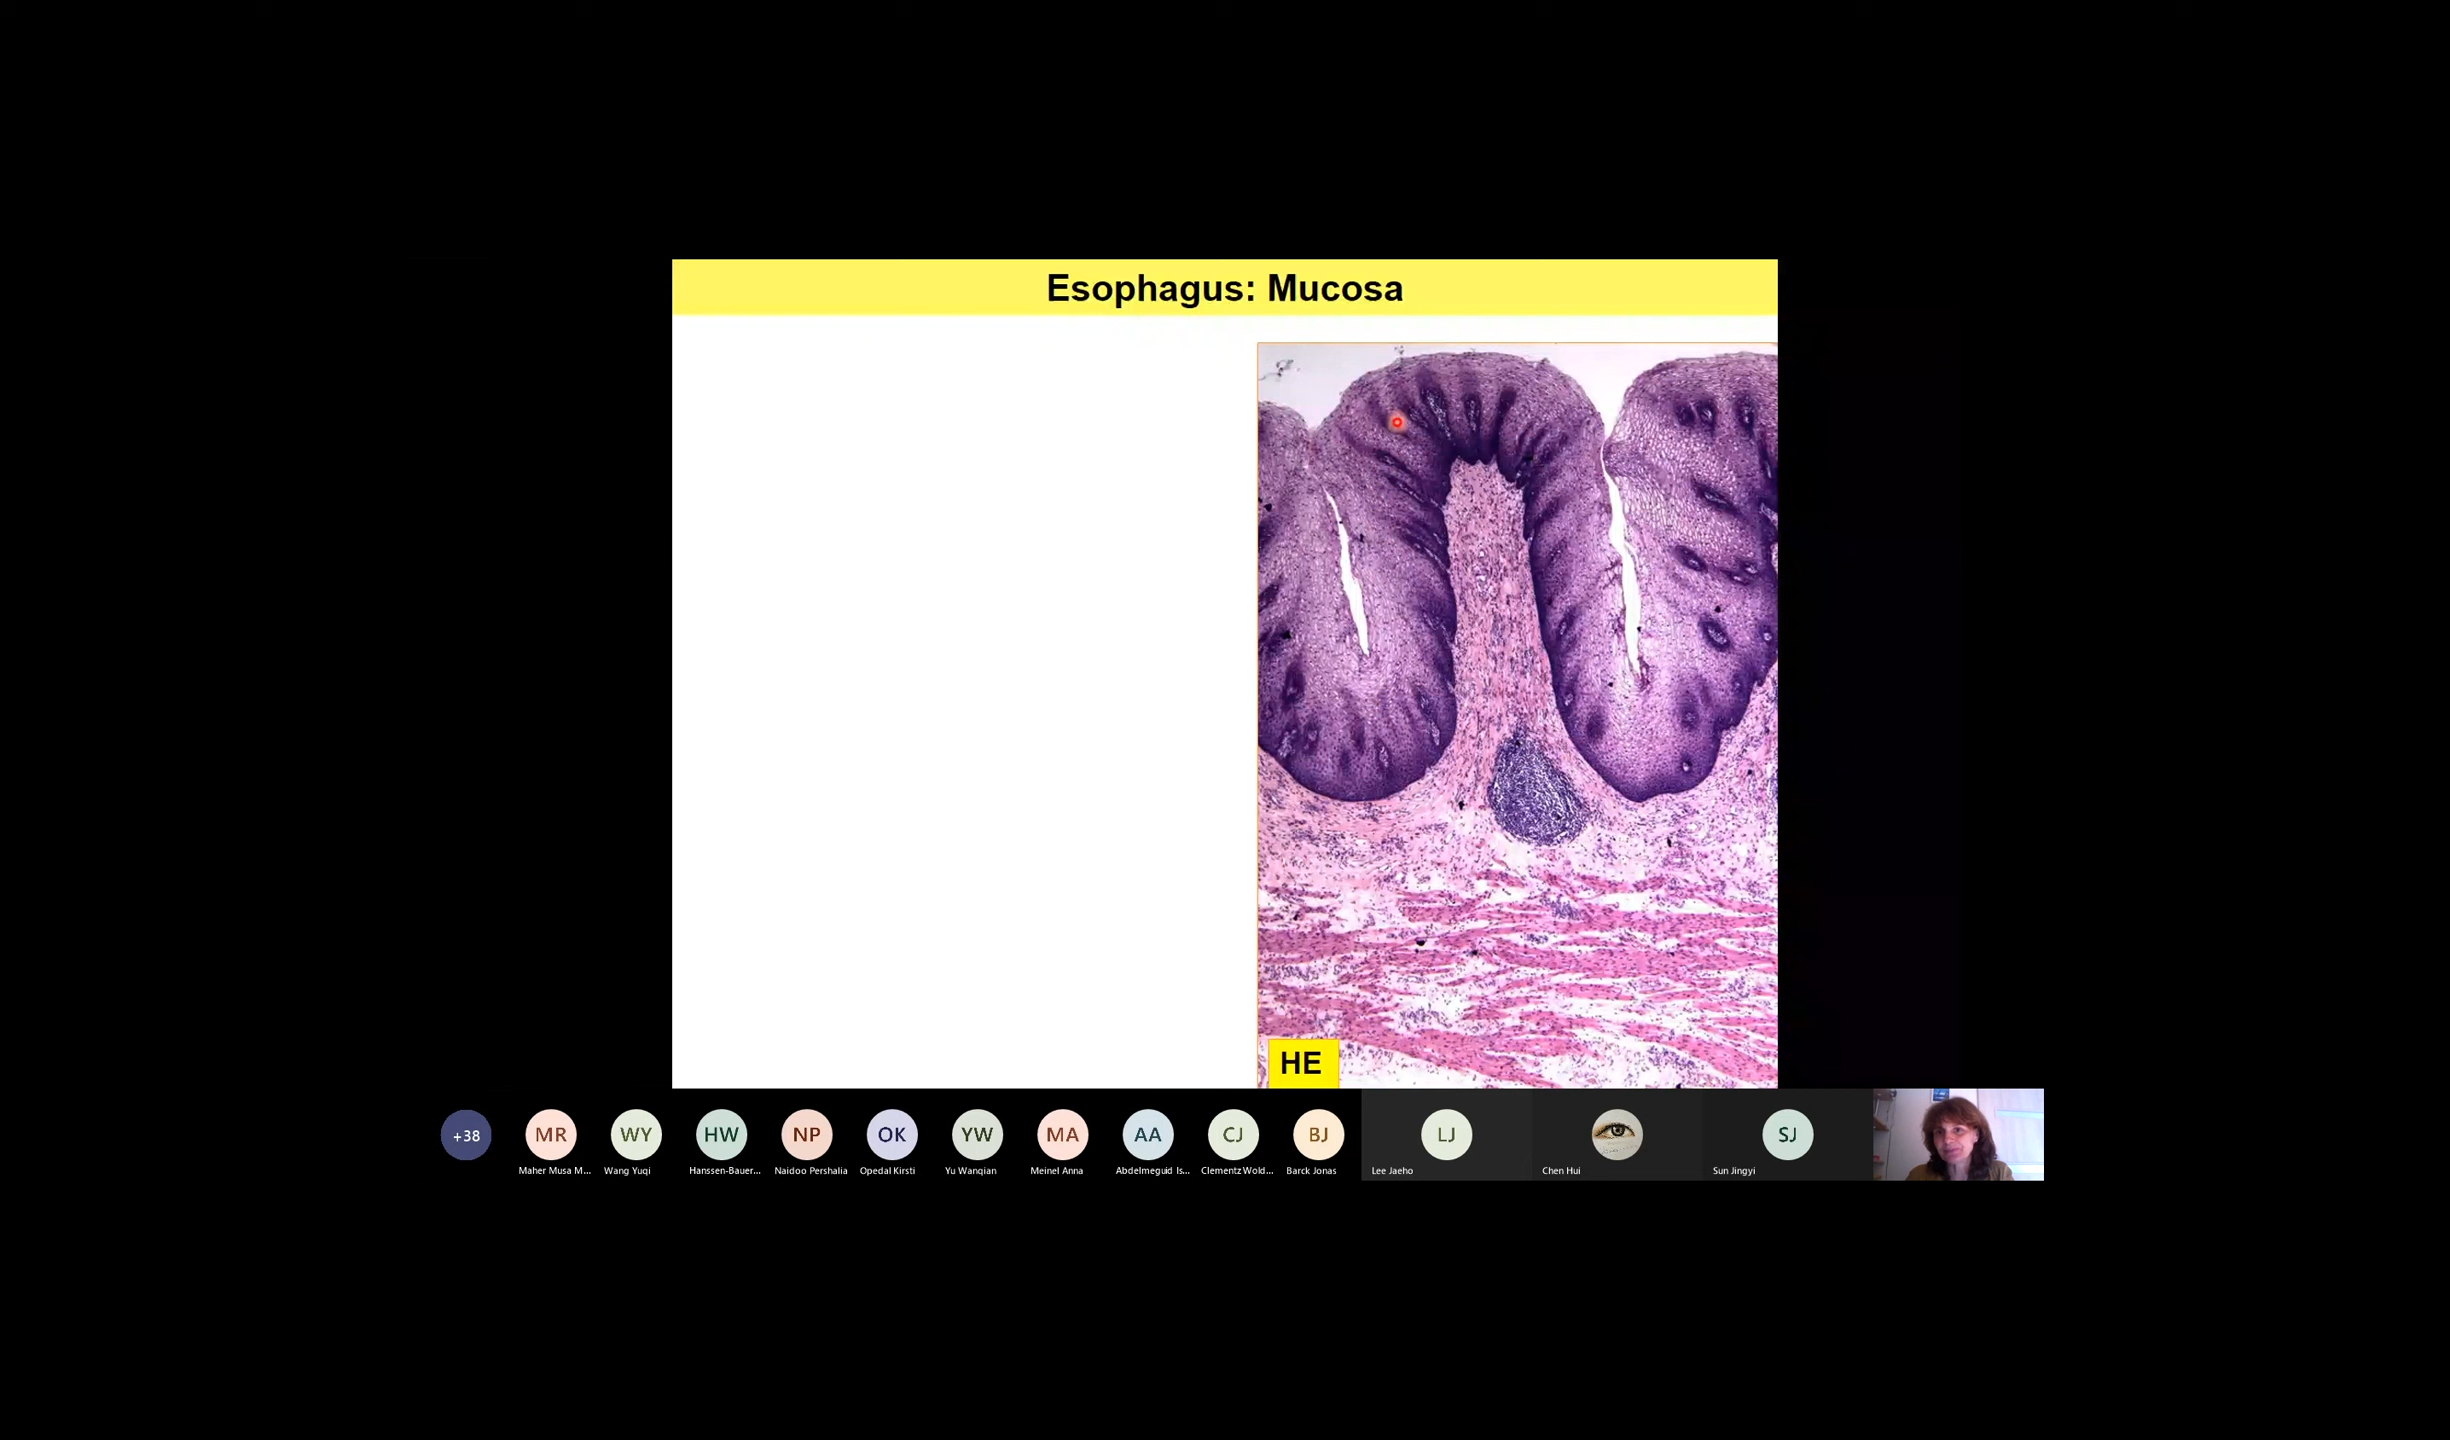 Esophagus: Mucosa
HE
+38
MR
WY
HW
NP
OK
YW
MA
AA
CJ
BJ
LJ
SJ
Maher Musa M...
Wang Yuqi
Hanssen-Bauer...
Naidoo Pershalia
Opedal Kirsti
Yu Wanqian
Meinel Anna
Abdelmeguid Is...
Clementz Wold...
Barck Jonas
Lee Jaeho
Chen Hui
Sun Jingyi